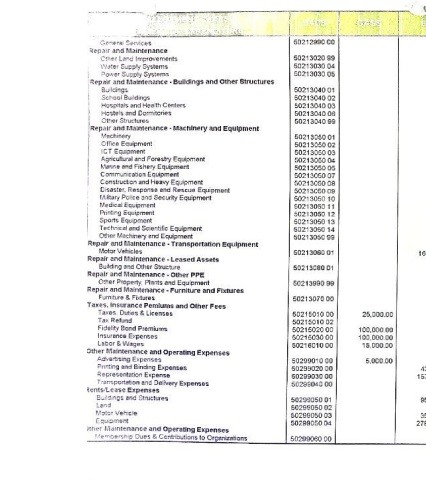 General Services 50212990 00
Repair and Maintenance
Other Land Improvements 50213020 99
Water Supply Systems 50213030 04
Power Supply Systems 50213030 05
Repair and Maintenance - Buildings and Other Structures
Buildings 50213040 01
School Buildings 50213040 02
Hospitals and Health Centers 50213040 03
Hostels and Dormitories 50213040 06
Other Structures 50213040 99
Repair and Maintenance - Machinery and Equipment
Machinery 50213050 01
Office Equipment 50213050 02
ICT Equipment 50213050 03
Agricultural and Forestry Equipment 50213050 04
Marine and Fishery Equipment 50213050 05
Communication Equipment 50213050 07
Construction and Heavy Equipment 50213050 08
Disaster, Response and Rescue Equipment 50213050 09
Military Police and Security Equipment 50213050 10
Medical Equipment 50213050 11
Printing Equipment 50213050 12
Sports Equipment 50213050 13
Technical and Scientific Equipment 50213050 14
Other Machinery and Equipment 50213050 99
Repair and Maintenance - Transportation Equipment
Motor Vehicles 50213060 01 16
Repair and Maintenance - Leased Assets
Building and Other Structure 50213080 01
Repair and Maintenance - Other PPE
Other Property, Plants and Equipment 50213990 99
Repair and Maintenance - Furniture and Fixtures
Furniture & Fixtures 50213070 00
Taxes, Insurance Pemiums and Other Fees
Taxes, Duties & Licenses 50215010 00 25,000.00
Tax Refund 50215010 02
Fidelity Bond Premiums 50215020 00 100,000.00
Insurance Expenses 50215030 00 100,000.00
Labor & Wages 50216010 00 18,000.00
Other Maintenance and Operating Expenses
Advertising Expenses 50299010 00 5,000.00
Printing and Binding Expenses 50299020 00
Representation Expense 50299030 00
Transportation and Delivery Expenses 50299040 00
Rents/Lease Expenses
Buildings and Structures 50299050 01
Land 50299050 02
Motor Vehicle 50299050 03
Equipment 50299050 04
Other Maintenance and Operating Expenses
Membership Dues & Contributions to Organizations 50299060 00